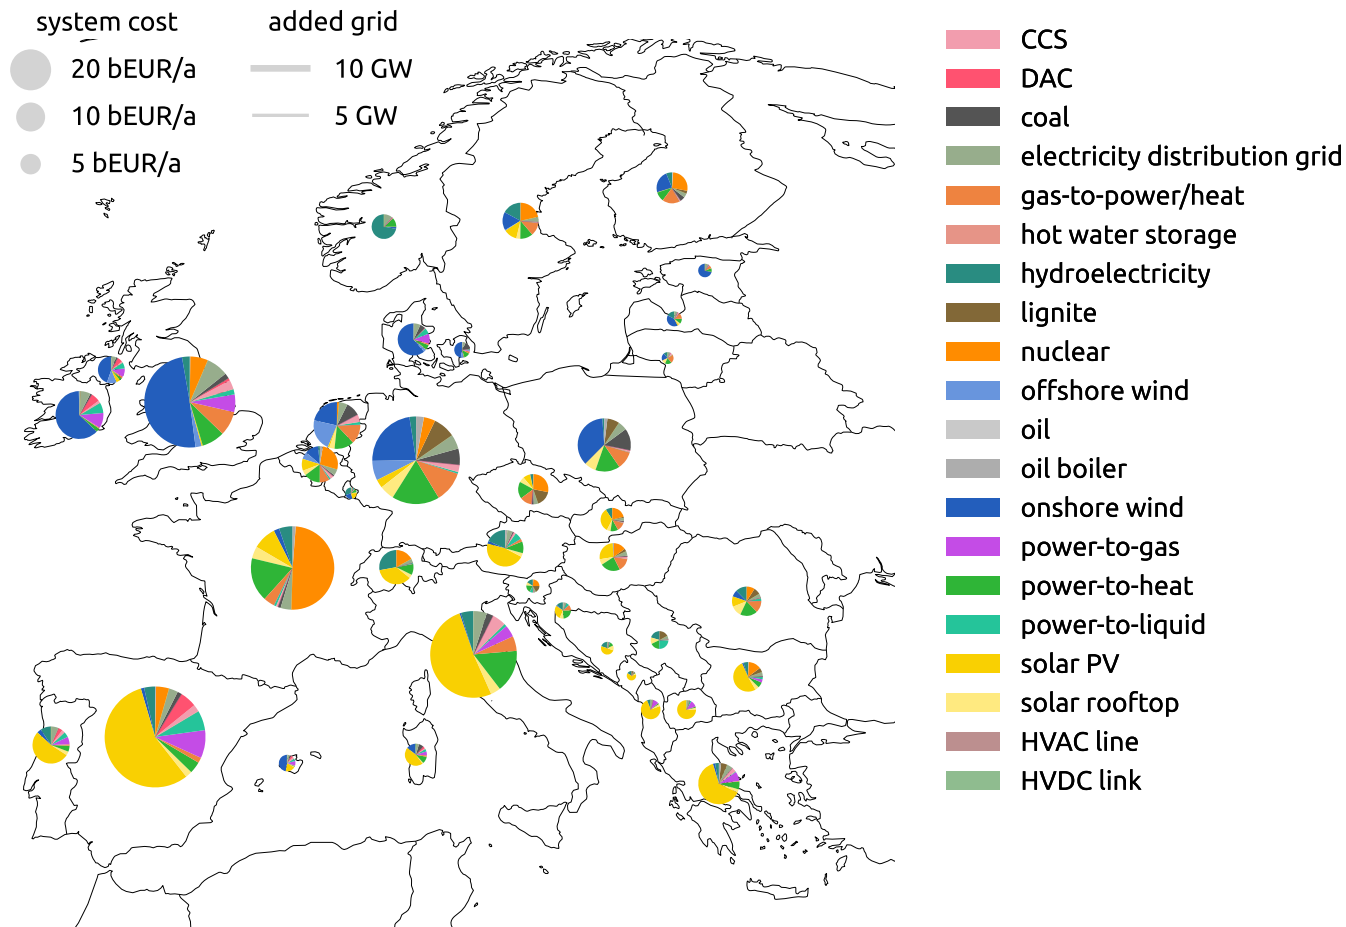 system cost
20 bEUR/a
10 bEUR/a
5 bEUR/a
added grid
10 GW
5 GW
CCS
DAC
coal
electricity distribution grid
gas-to-power/heat
hot water storage
hydroelectricity
lignite
nuclear
offshore wind
oil
oil boiler
onshore wind
power-to-gas
power-to-heat
power-to-liquid
solar PV
solar rooftop
HVAC line
HVDC link